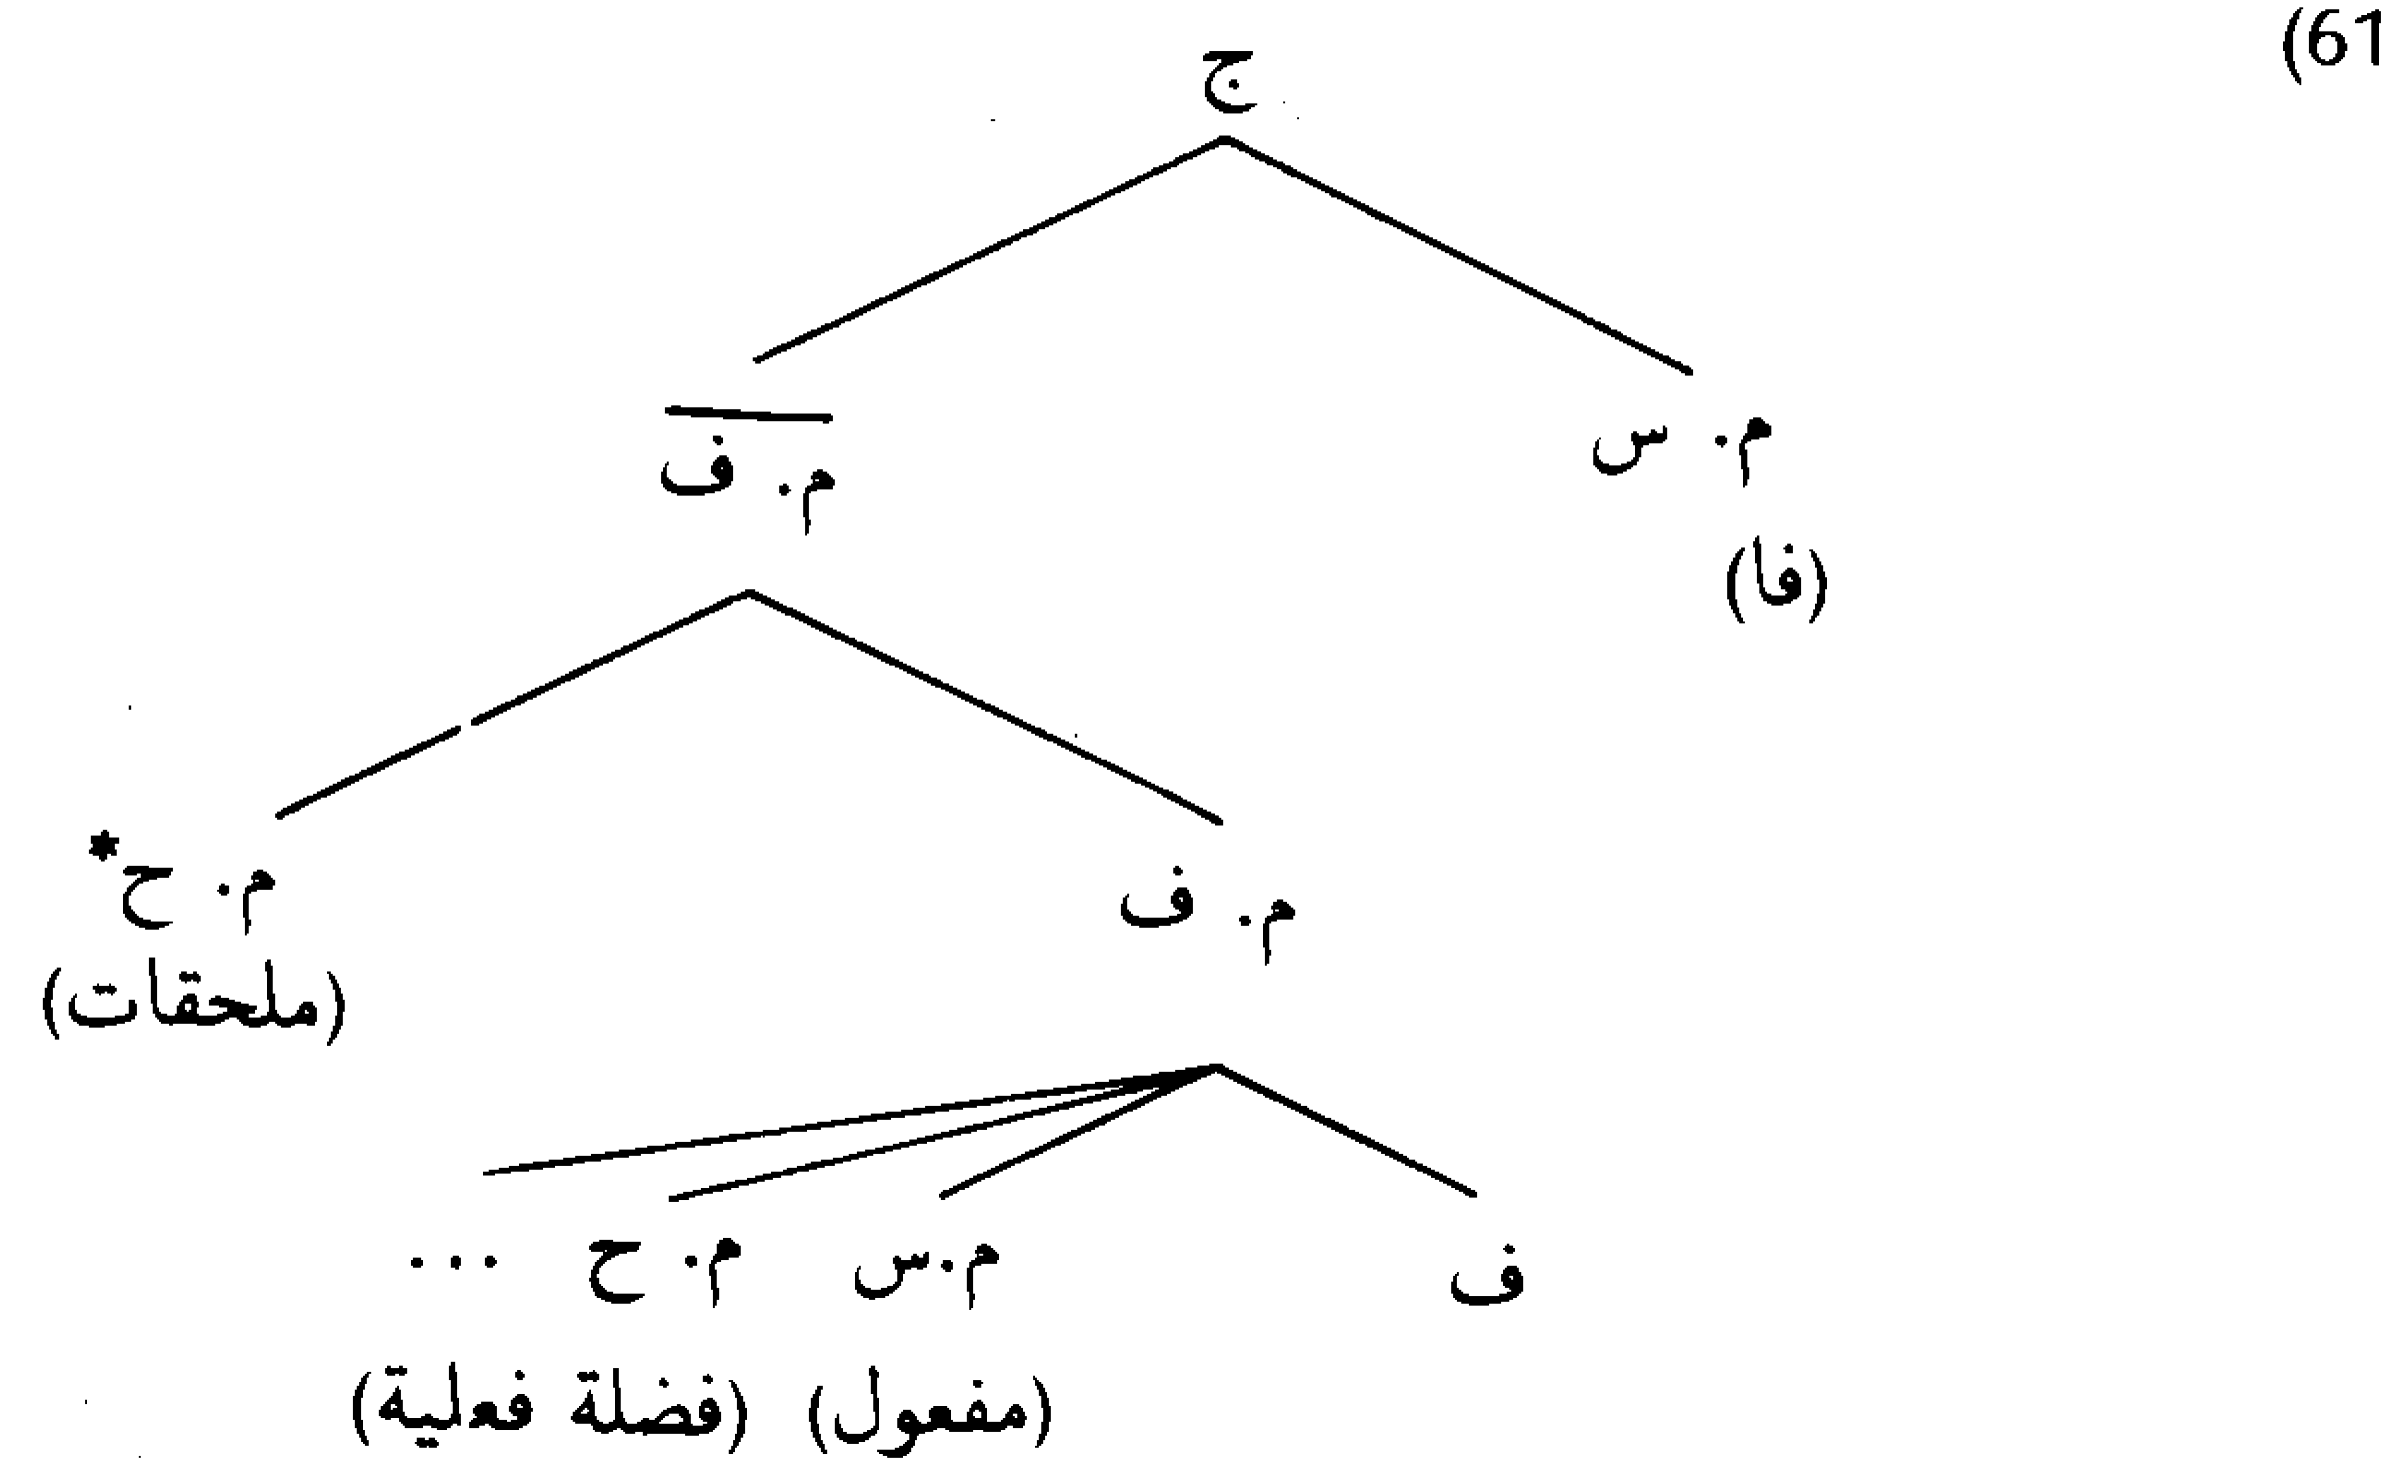 (61
ج
م. س
م. ف
(فا)
م. ف
م. ح*
(ملحقات)
ف
م.س
م. ح
...
(مفعول)
(فضلة فعلية)